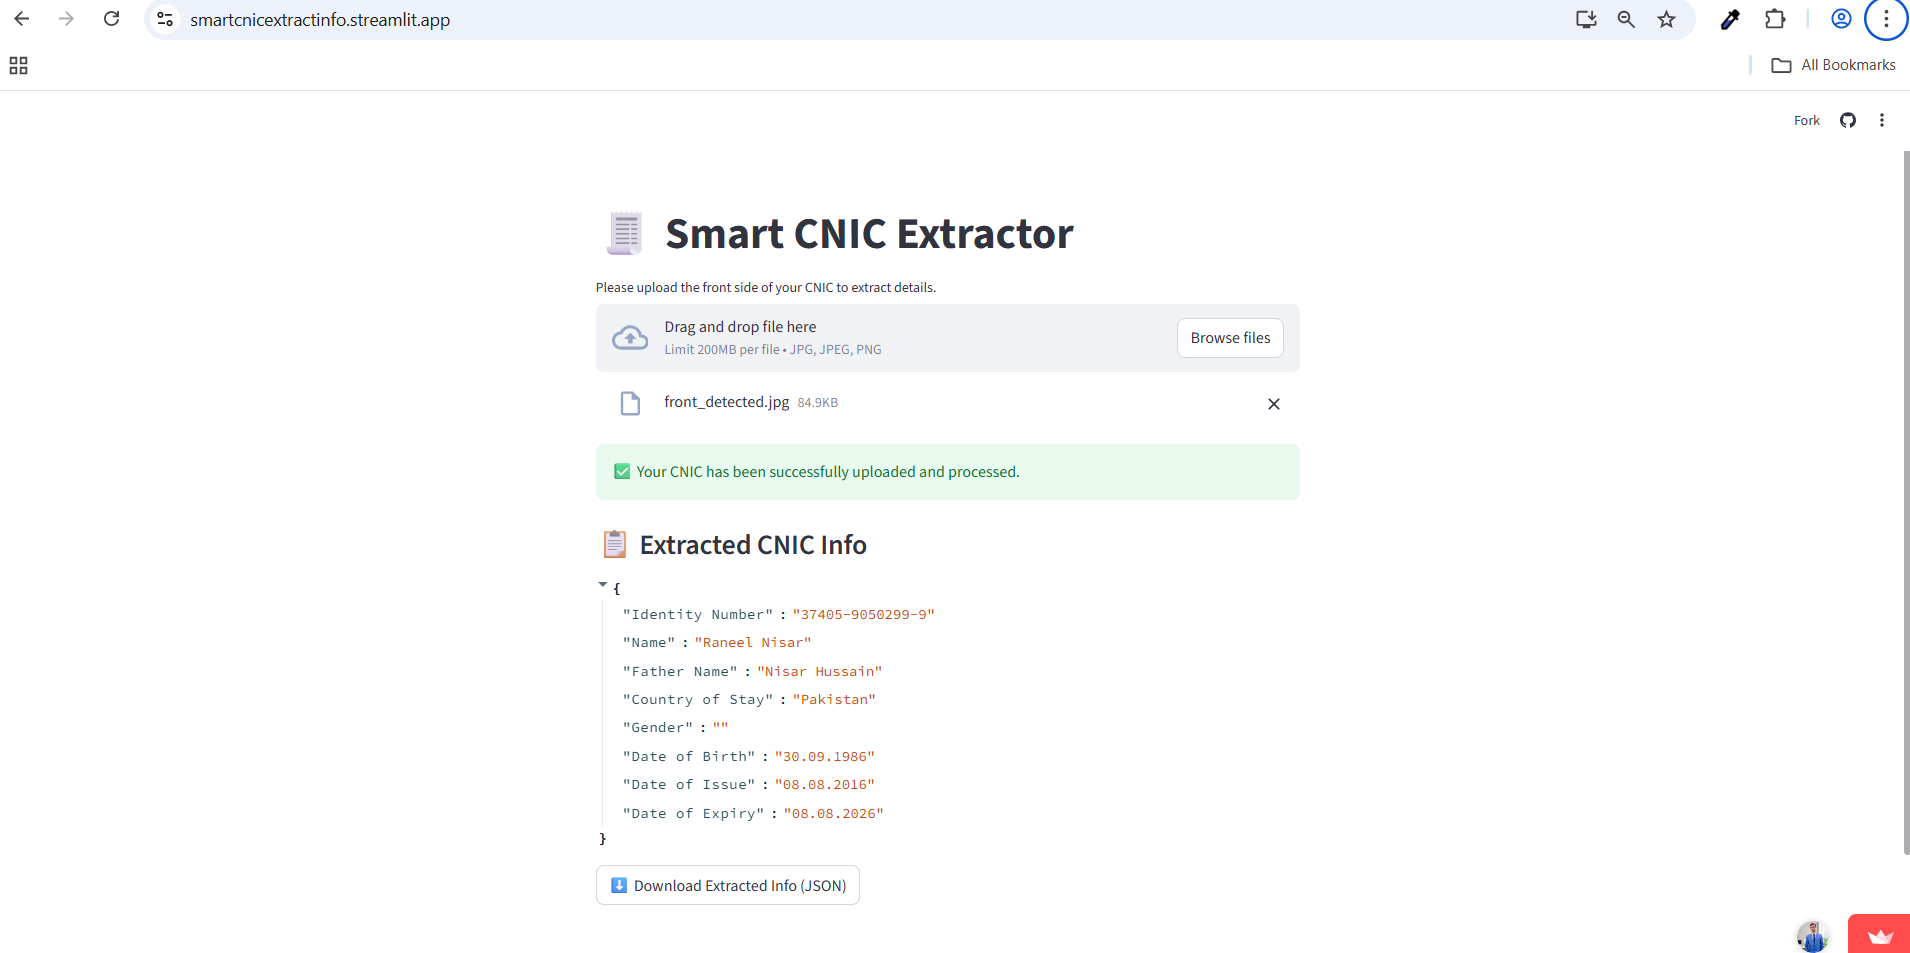 smartcnicextractinfo.streamlit.app
All Bookmarks
Fork
Smart CNIC Extractor
Please upload the front side of your CNIC to extract details.
Drag and drop file here
Limit 200MB per file • JPG, JPEG, PNG
Browse files
front_detected.jpg 84.9KB
Your CNIC has been successfully uploaded and processed.
Extracted CNIC Info
{
"Identity Number" : "37405-9050299-9"
"Name" : "Raneel Nisar"
"Father Name" : "Nisar Hussain"
"Country of Stay" : "Pakistan"
"Gender" : ""
"Date of Birth" : "30.09.1986"
"Date of Issue" : "08.08.2016"
"Date of Expiry" : "08.08.2026"
}
Download Extracted Info (JSON)